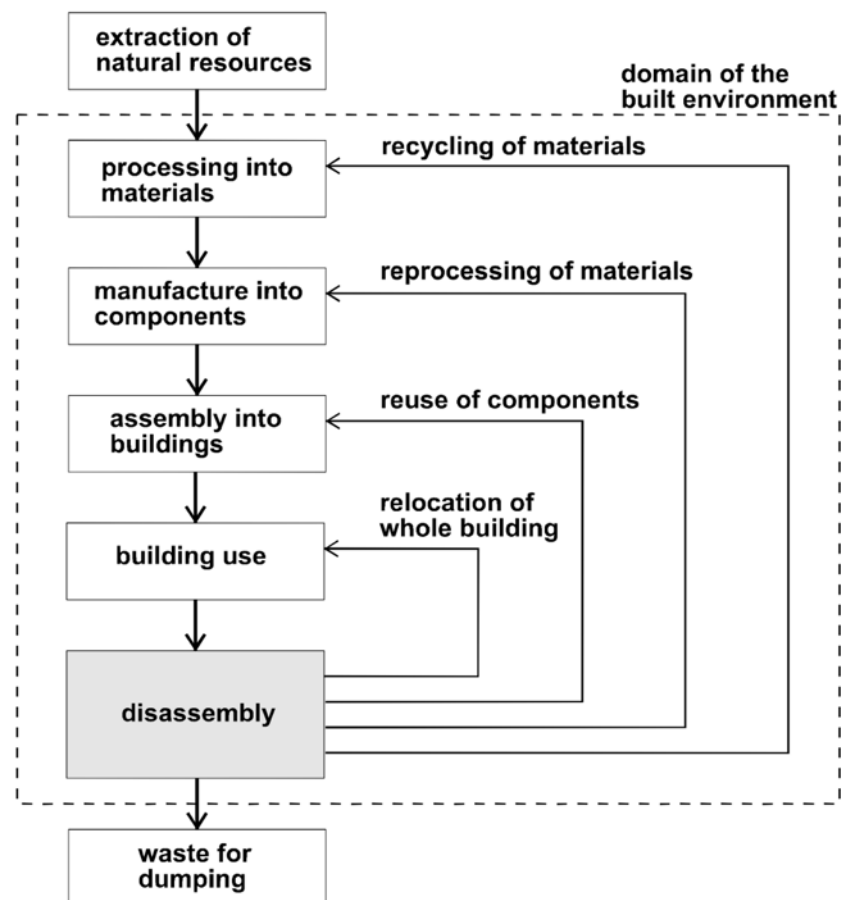 extraction of
natural resources
domain of the
built environment
processing into
materials
recycling of materials
manufacture into
components
reprocessing of materials
assembly into
buildings
reuse of components
building use
relocation of
whole building
disassembly
waste for
dumping